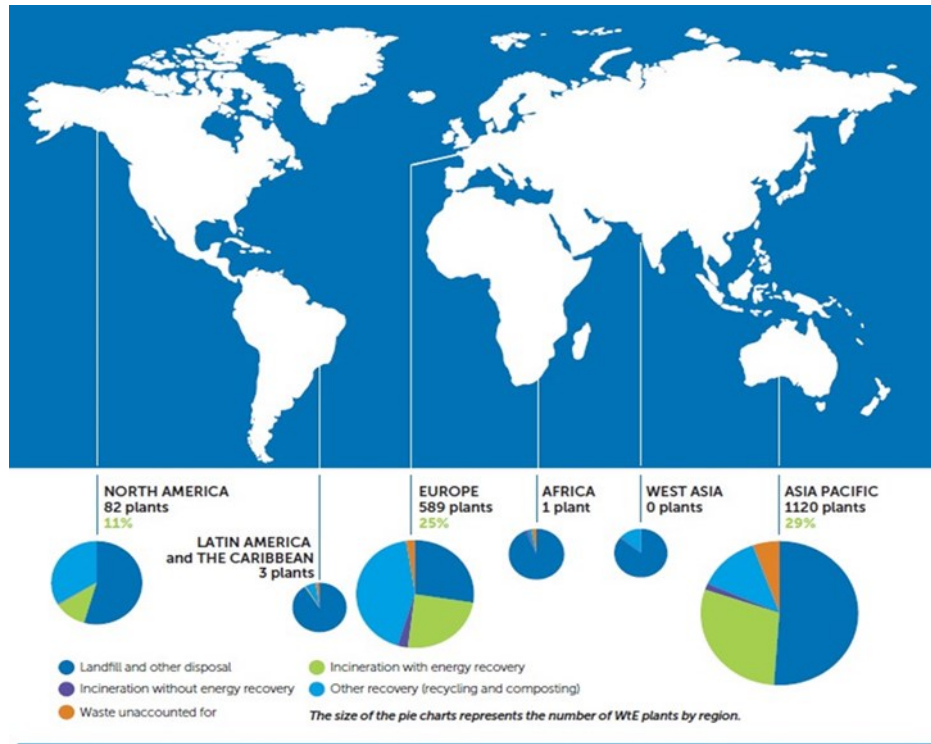 NORTH AMERICA
82 plants
11%
LATIN AMERICA
and THE CARIBBEAN
3 plants
EUROPE
589 plants
25%
AFRICA
1 plant
WEST ASIA
0 plants
ASIA PACIFIC
1120 plants
29%
Landfill and other disposal
Incineration with energy recovery
Incineration without energy recovery
Other recovery (recycling and composting)
Waste unaccounted for
The size of the pie charts represents the number of WtE plants by region.